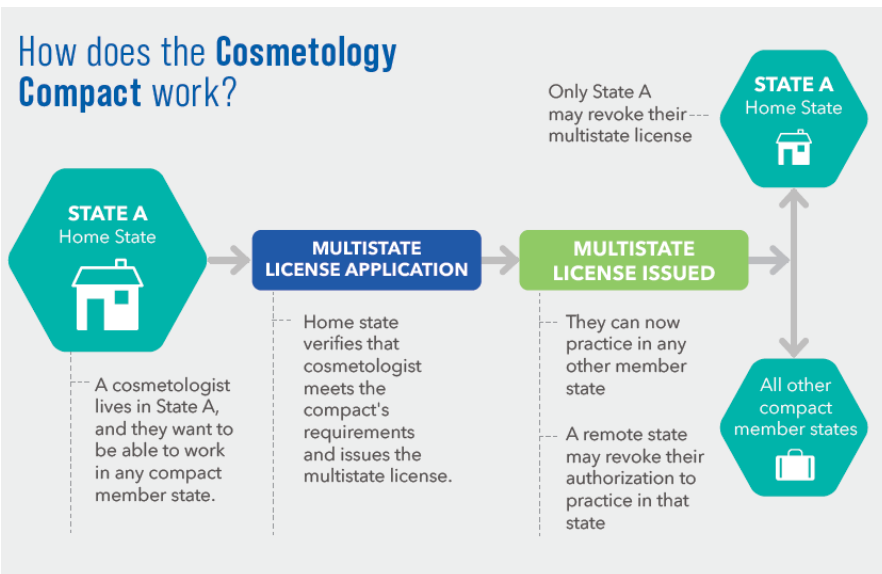 How does the Cosmetology
Compact work?
STATE A
Home State
A cosmetologist
lives in State A,
and they want to
be able to work
in any compact
member state.
MULTISTATE
LICENSE APPLICATION
Home state
verifies that
cosmetologist
meets the
compact's
requirements
and issues the
multistate license.
MULTISTATE
LICENSE ISSUED
They can now
practice in any
other member
state
A remote state
may revoke their
authorization to
practice in that
state
Only State A
may revoke their
multistate license
STATE A
Home State
All other
compact
member states